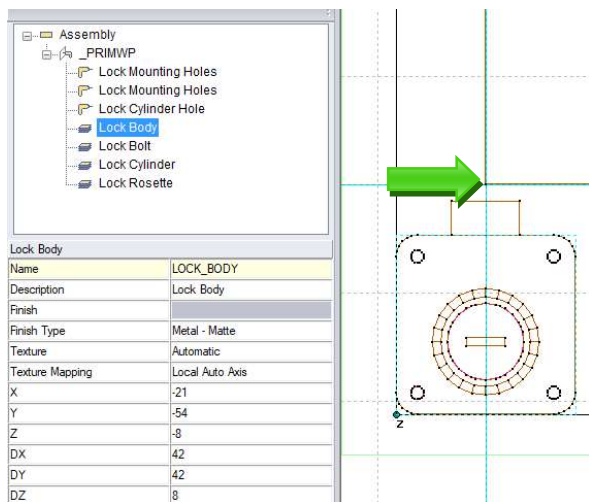 Assembly
_PRIMWP
Lock Mounting Holes
Lock Mounting Holes
Lock Cylinder Hole
Lock Body
Lock Bolt
Lock Cylinder
Lock Rosette
Lock Body
Name LOCK_BODY
Description Lock Body
Finish
Finish Type Metal - Matte
Texture Automatic
Texture Mapping Local Auto Axis
X -21
Y -54
Z -8
DX 42
DY 42
DZ 8
Z